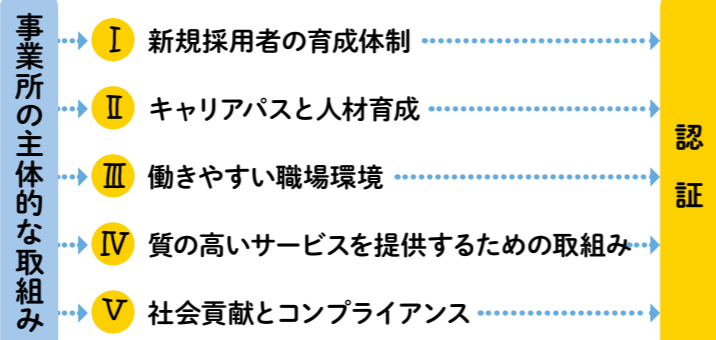 事業所の主体的な取組み
Ⅰ 新規採用者の育成体制
Ⅱ キャリアパスと人材育成
Ⅲ 働きやすい職場環境
Ⅳ 質の高いサービスを提供するための取組み
Ⅴ 社会貢献とコンプライアンス
認証